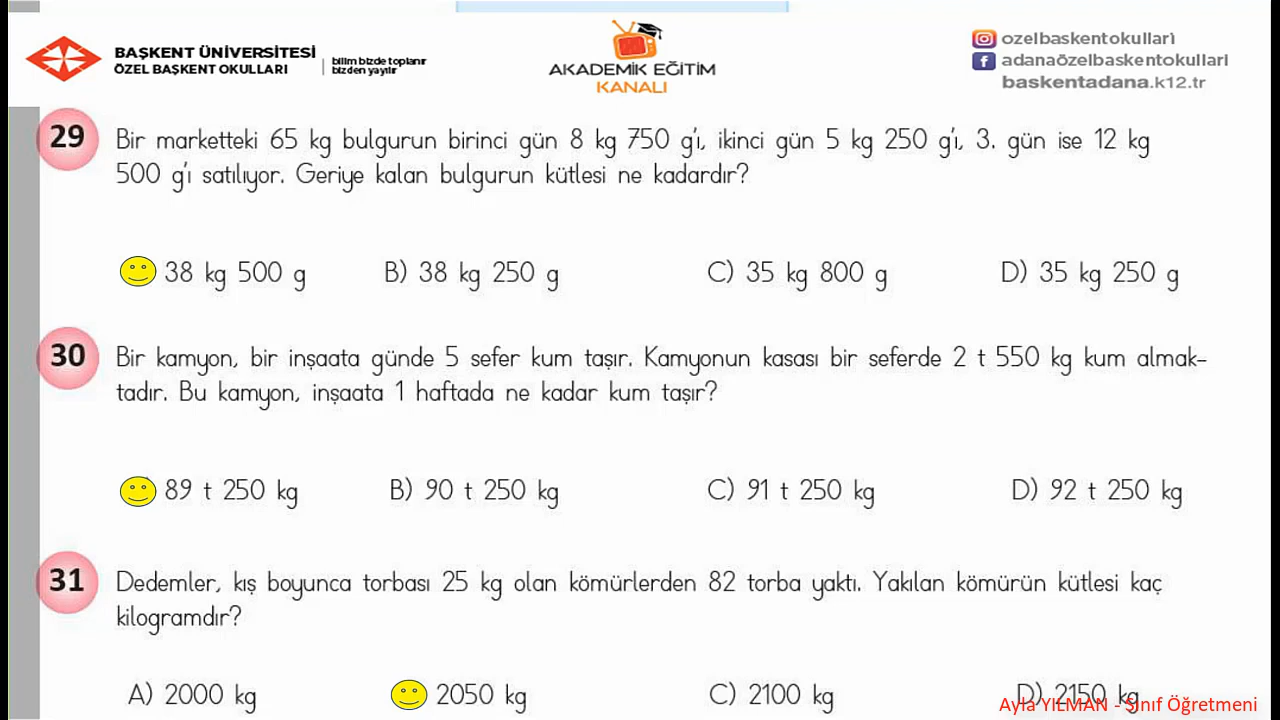 BAŞKENT ÜNİVERSİTESİ
ÖZEL BAŞKENT OKULLARI
bilim bizde toplanır
bizden yayılır
AKADEMİK EĞİTİM
KANALI
ozelbaskentokulları
adanaözelbaskentokullari
baskentadana.k12.tr
29 Bir marketteki 65 kg bulgurun birinci gün 8 kg 750 g'ı, ikinci gün 5 kg 250 g'ı, 3. gün ise 12 kg
500 g'ı satılıyor. Geriye kalan bulgurun kütlesi ne kadardır?
38 kg 500 g B) 38 kg 250 g C) 35 kg 800 g D) 35 kg 250 g
30 Bir kamyon, bir inşaata günde 5 sefer kum taşır. Kamyonun kasası bir seferde 2 t 550 kg kum almak-
tadır. Bu kamyon, inşaata 1 haftada ne kadar kum taşır?
89 t 250 kg B) 90 t 250 kg C) 91 t 250 kg D) 92 t 250 kg
31 Dedemler, kış boyunca torbası 25 kg olan kömürlerden 82 torba yaktı. Yakılan kömürün kütlesi kaç
kilogramdır?
A) 2000 kg 2050 kg C) 2100 kg D) 2150 kg
Ayla YILMAN - Sınıf Öğretmeni